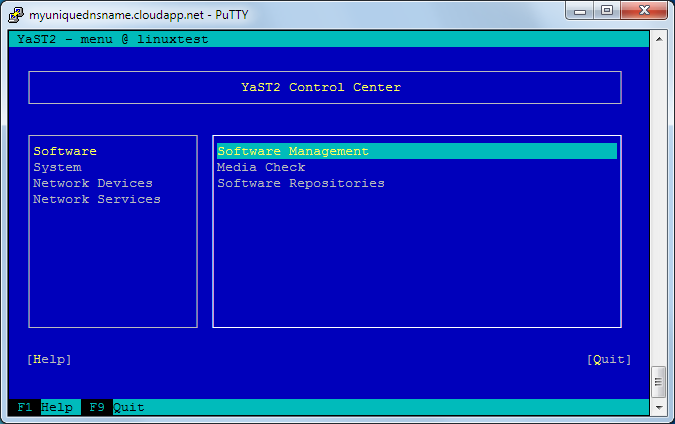 myuniquednsname.cloudapp.net - PuTTY
YaST2 - menu @ linuxtest
YaST2 Control Center
Software
System
Network Devices
Network Services
Software Management
Media Check
Software Repositories
[Help] [Quit]
F1 Help F9 Quit